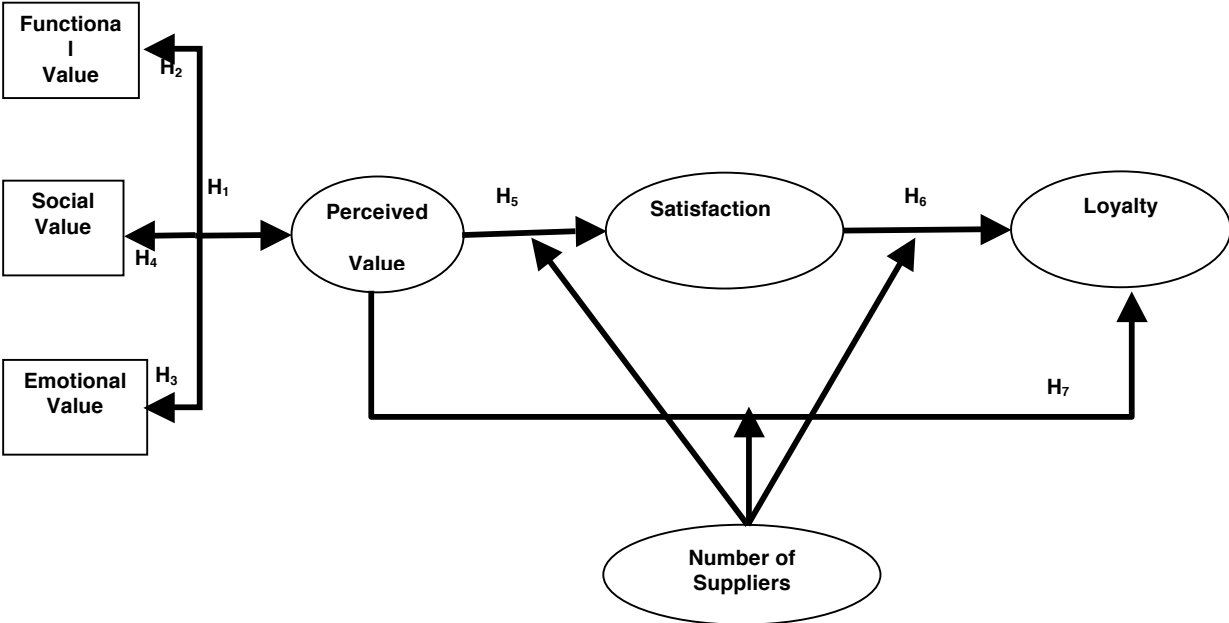 Functiona
l
Value
H₂
H₁
Social
Value
H₄
Emotional
Value
H₃
Perceived
Value
H₅
Satisfaction
H₆
Loyalty
H₇
Number of
Suppliers